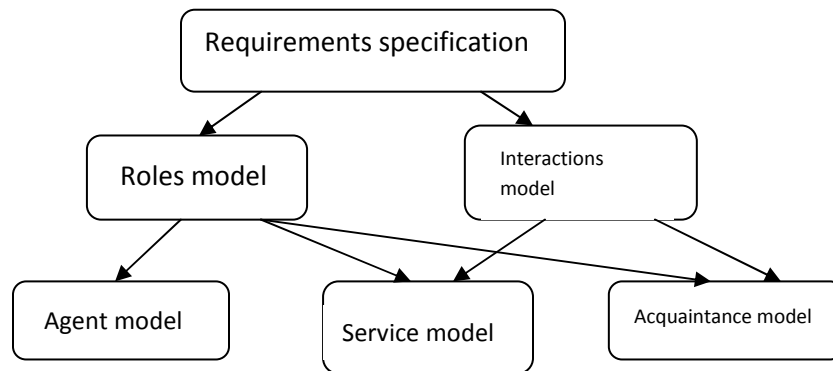 Requirements specification
Roles model
Interactions
model
Agent model
Service model
Acquaintance model